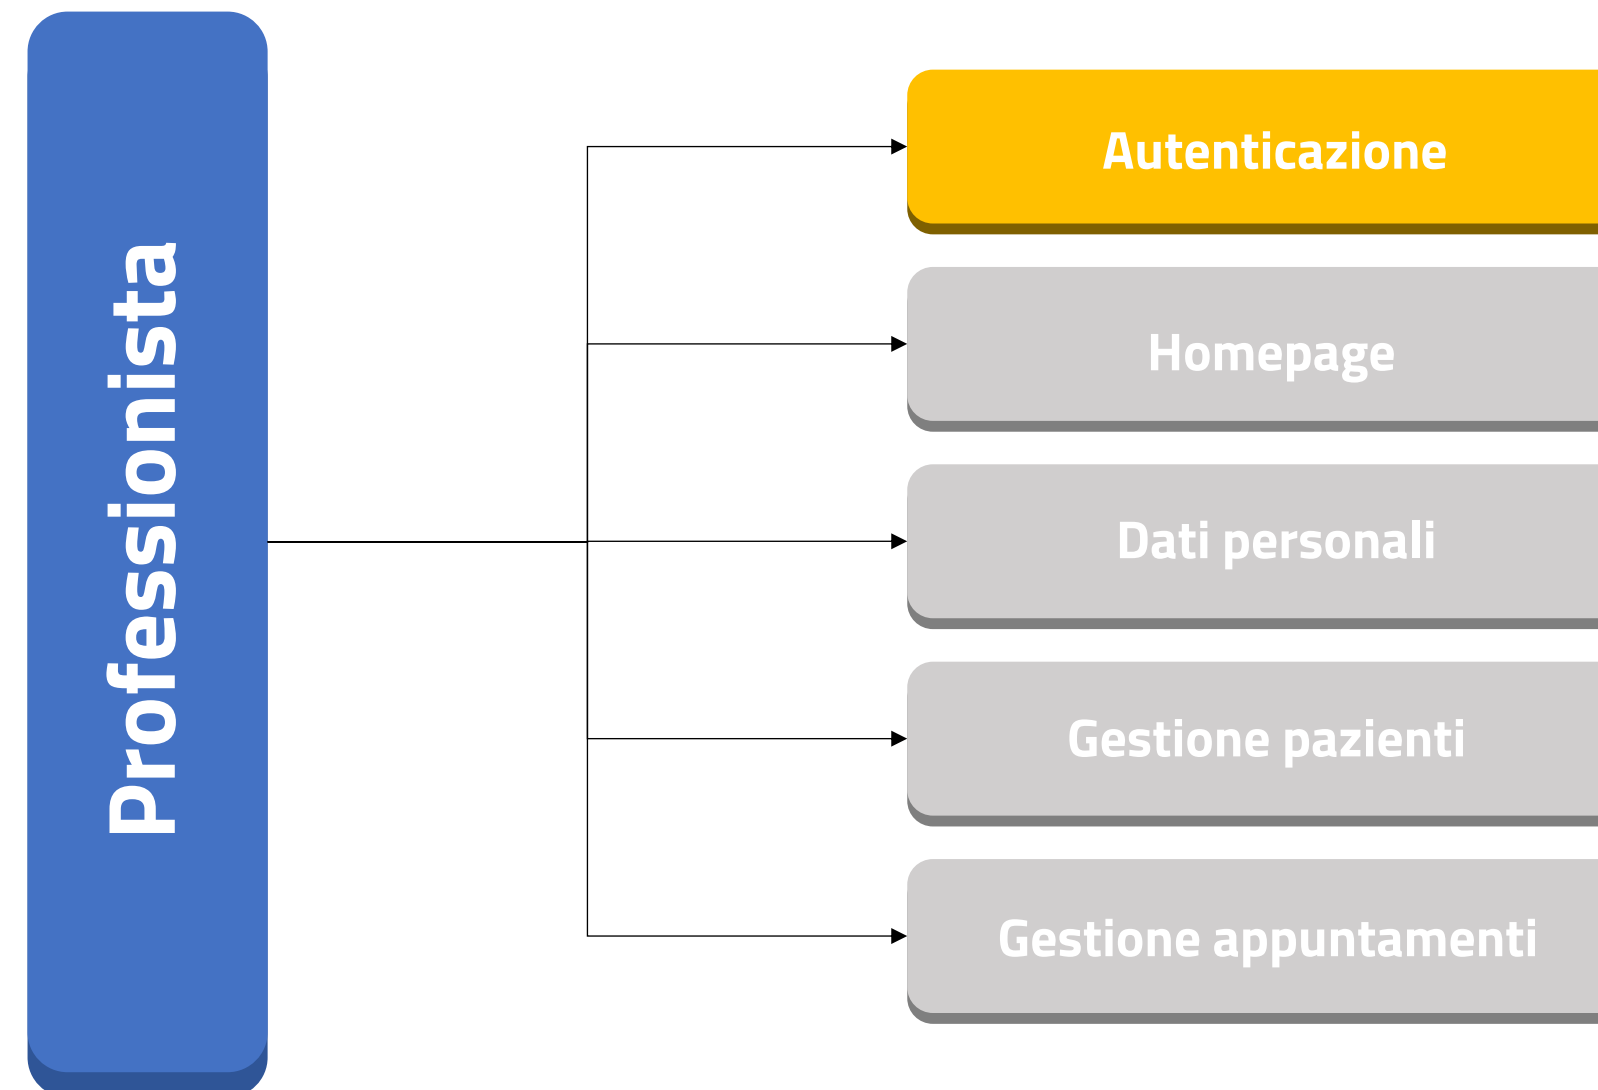 Professionista
Autenticazione
Homepage
Dati personali
Gestione pazienti
Gestione appuntamenti